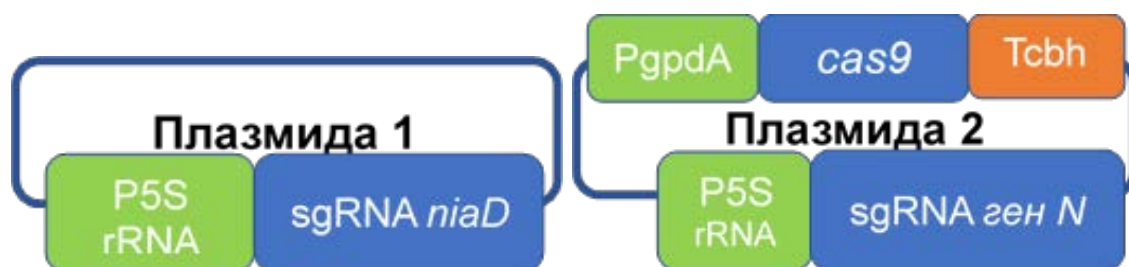 PgpdA cas9 Tcbh
Плазмида 1
Плазмида 2
P5S
rRNA
sgRNA niaD
P5S
rRNA
sgRNA ген N